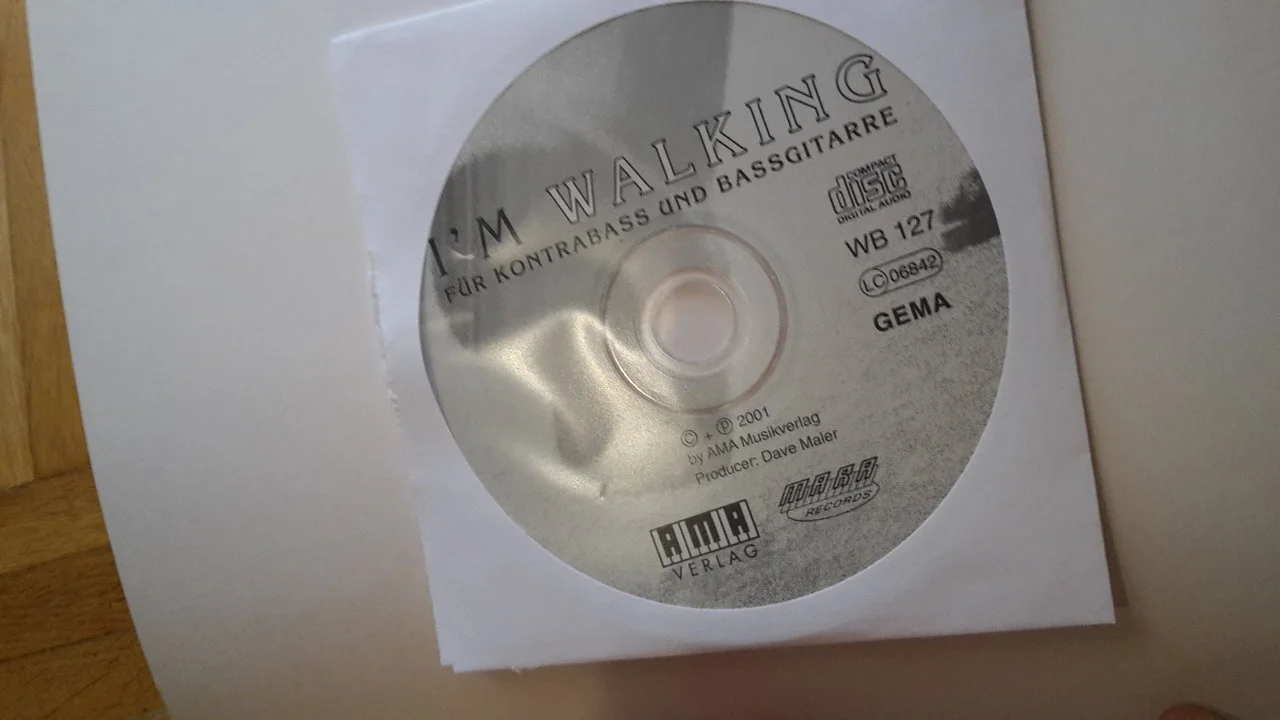 I'M WALKING
FÜR KONTRABASS UND BASSGITARRE
COMPACT
disc
DIGITAL AUDIO
WB 127
LC 06842
GEMA
© + ℗ 2001
by AMA Musikverlag
Producer: Dave Maler
AMA
VERLAG
MARA
RECORDS